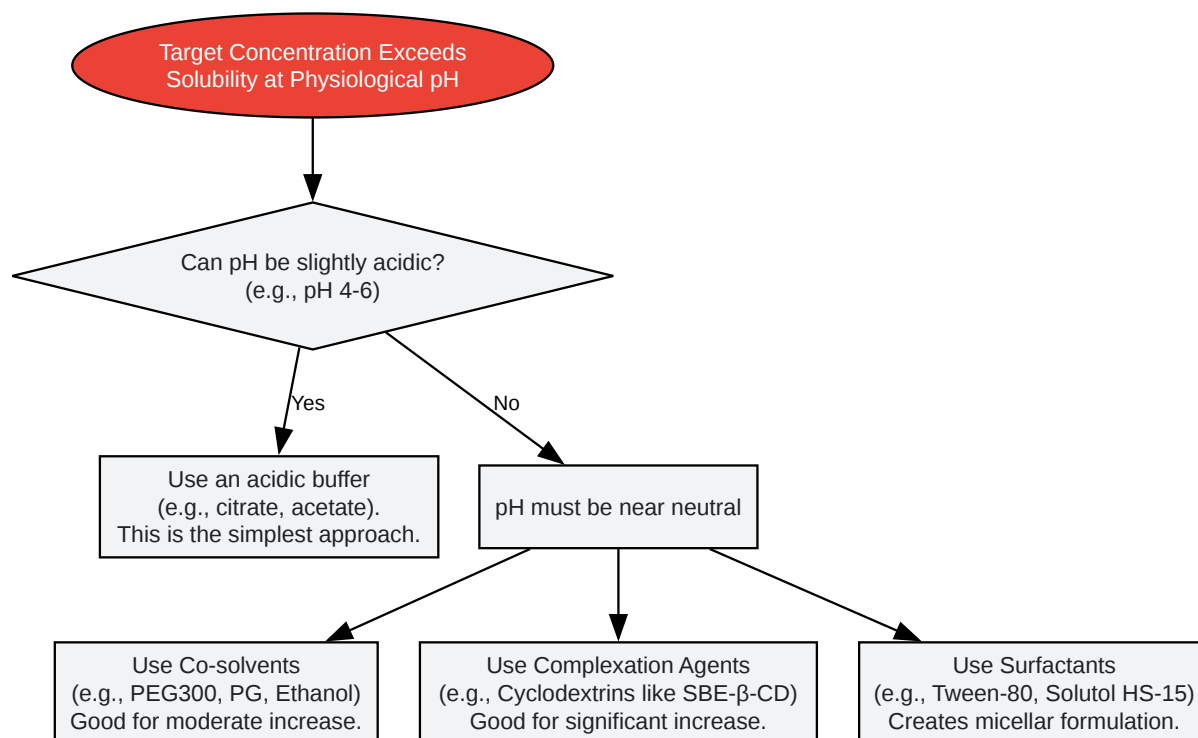 Target Concentration Exceeds
Solubility at Physiological pH
Can pH be slightly acidic?
(e.g., pH 4-6)
Yes
No
Use an acidic buffer
(e.g., citrate, acetate).
This is the simplest approach.
pH must be near neutral
Use Co-solvents
(e.g., PEG300, PG, Ethanol)
Good for moderate increase.
Use Complexation Agents
(e.g., Cyclodextrins like SBE-β-CD)
Good for significant increase.
Use Surfactants
(e.g., Tween-80, Solutol HS-15)
Creates micellar formulation.